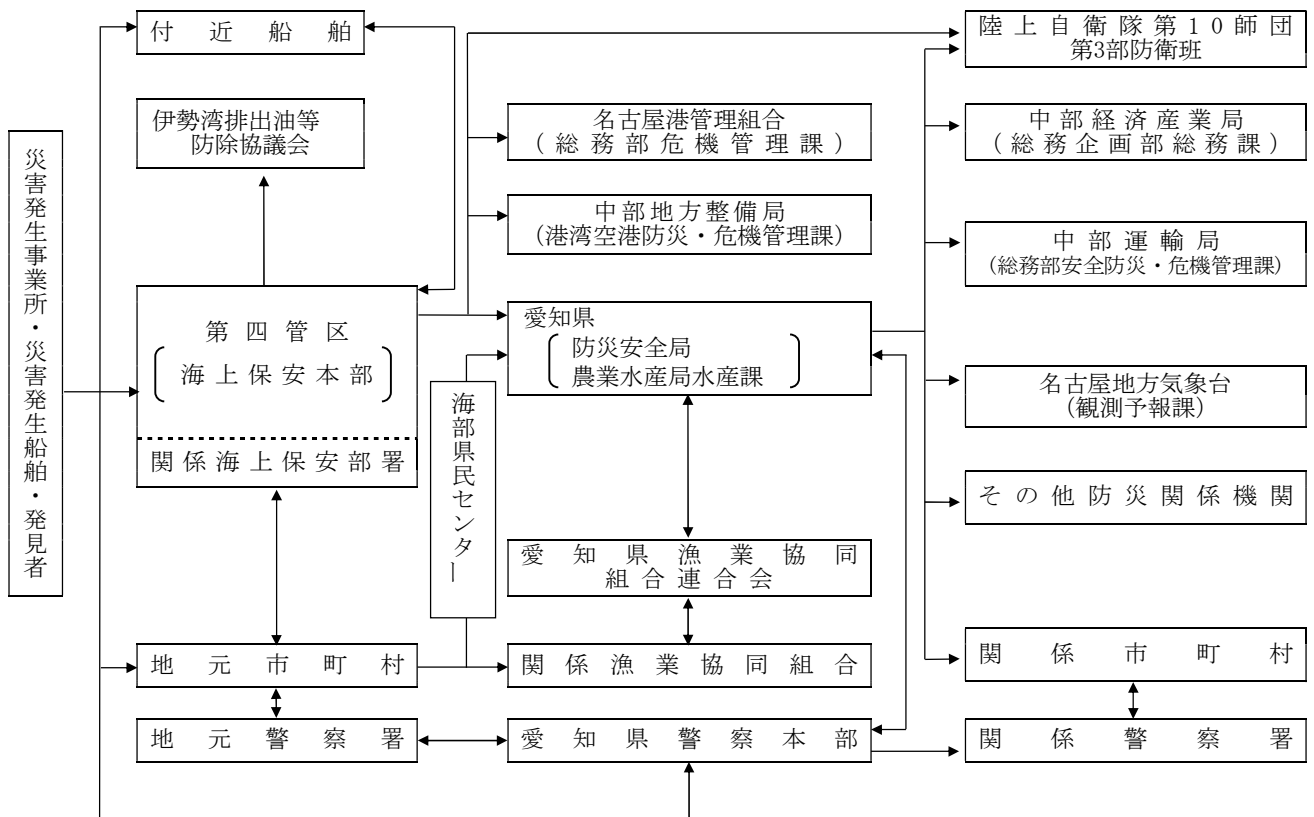 付近船舶
陸上自衛隊第１０師団
第3部防衛班
伊勢湾排出油等
防除協議会
名古屋港管理組合
(総務部危機管理課)
中部経済産業局
(総務企画部総務課)
災害発生事業所・災害発生船舶・発見者
中部地方整備局
(港湾空港防災・危機管理課)
中部運輸局
(総務部安全防災・危機管理課)
第四管区
海上保安本部
関係海上保安部署
愛知県
防災安全局
農業水産局水産課
海部県民センター
名古屋地方気象台
(観測予報課)
その他防災関係機関
愛知県漁業協同
組合連合会
地元市町村
関係漁業協同組合
関係市町村
地元警察署
愛知県警察本部
関係警察署